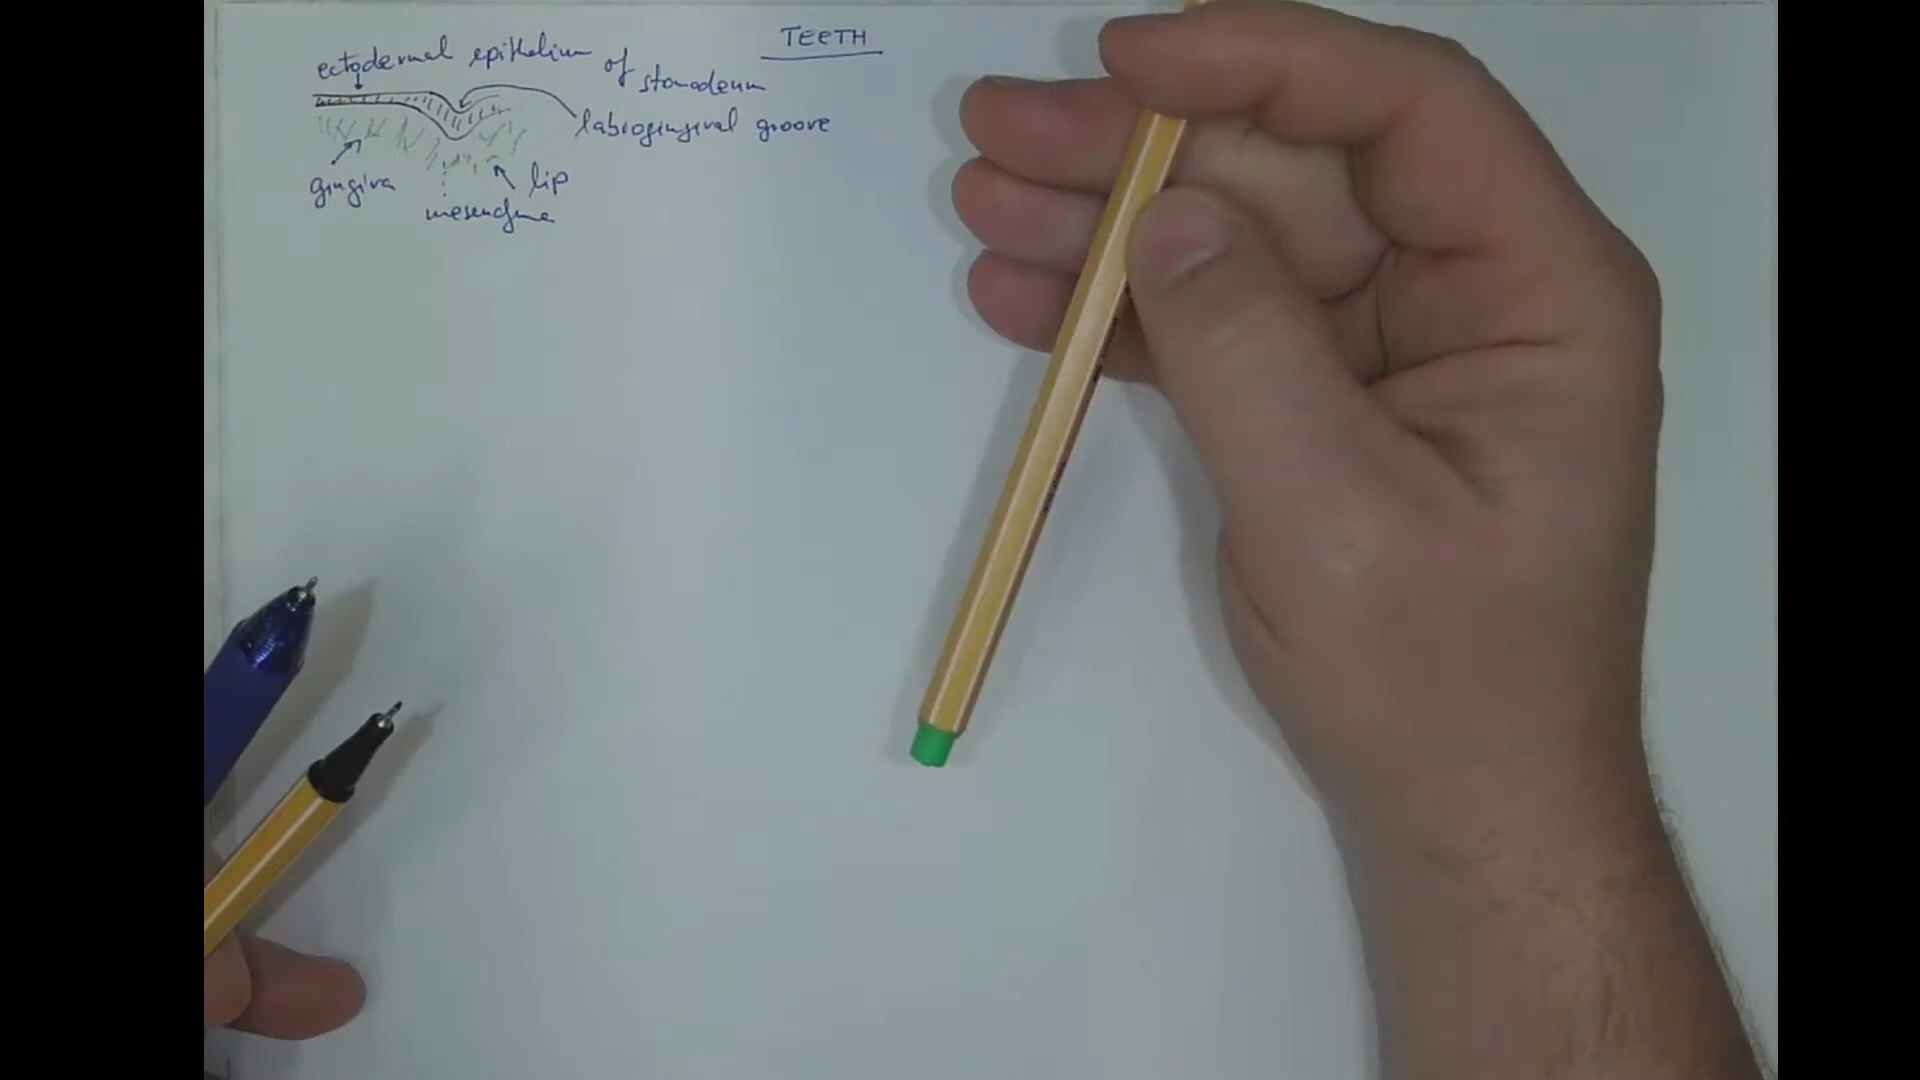 TEETH
ectodermal epithelium of stomodeum
labiogingival groove
gingiva
lip
mesenchyme